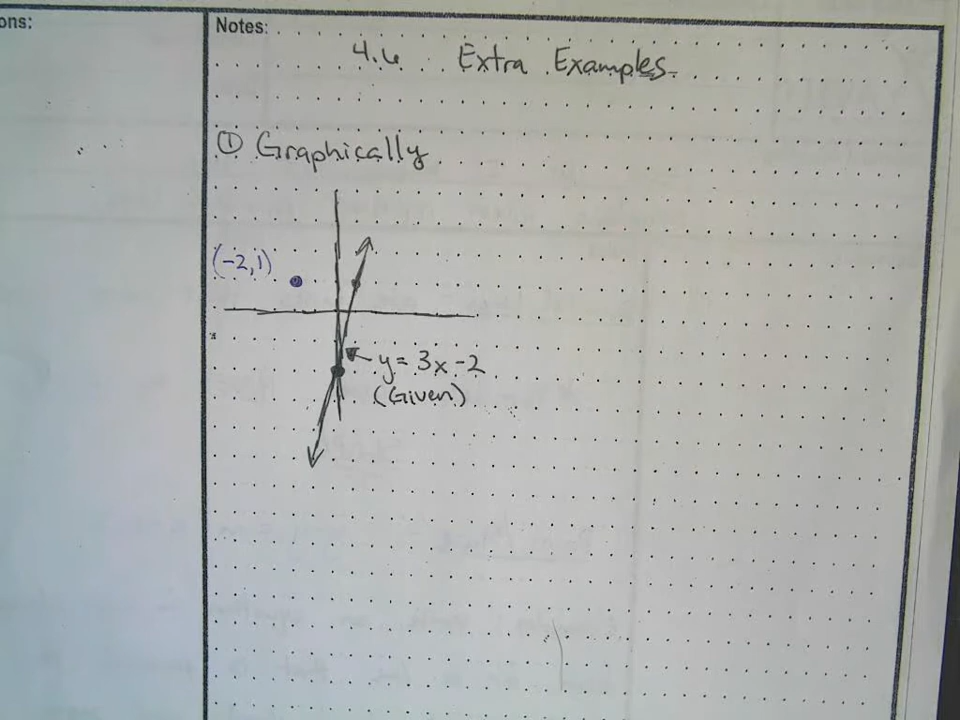 ons:
Notes:
4.6 Extra Examples
① Graphically
(-2,1)
y = 3x - 2
(Given)